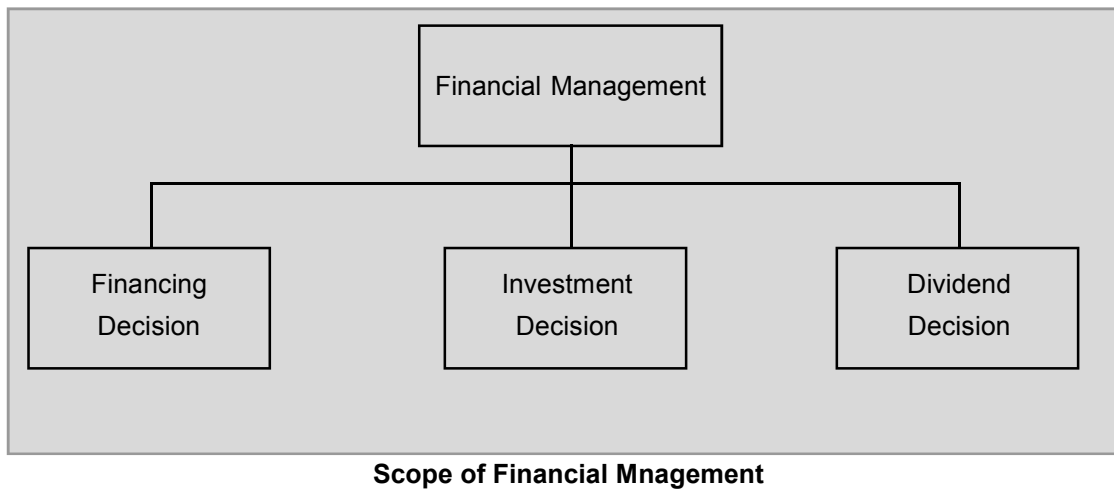 Financial Management
Financing
Decision
Investment
Decision
Dividend
Decision
Scope of Financial Mnagement